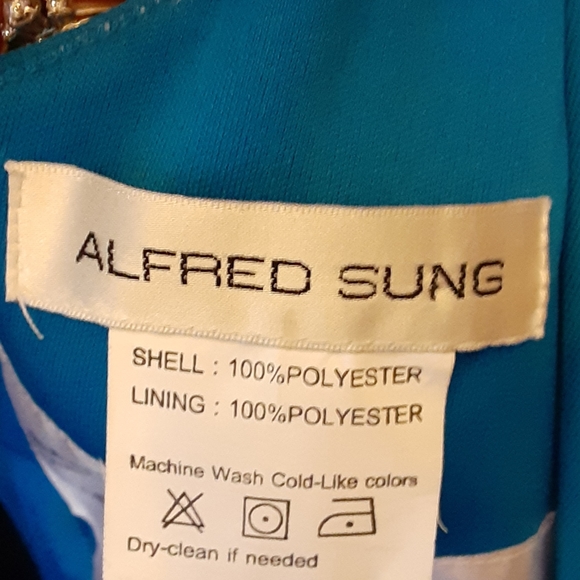 ALFRED SUNG
SHELL : 100%POLYESTER
LINING : 100%POLYESTER
Machine Wash Cold-Like colors
Dry-clean if needed